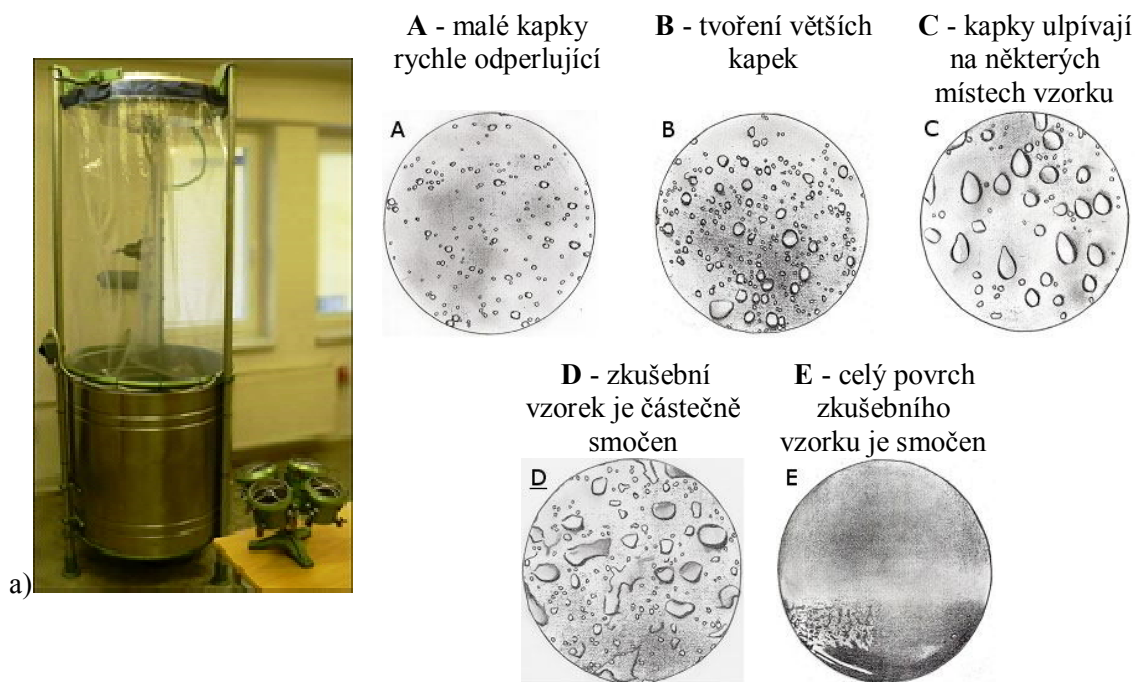 A - malé kapky
rychle odperlující
B - tvoření větších
kapek
C - kapky ulpívají
na některých
místech vzorku
A
B
C
D - zkušební
vzorek je částečně
smočen
E - celý povrch
zkušebního
vzorku je smočen
D
E
a)